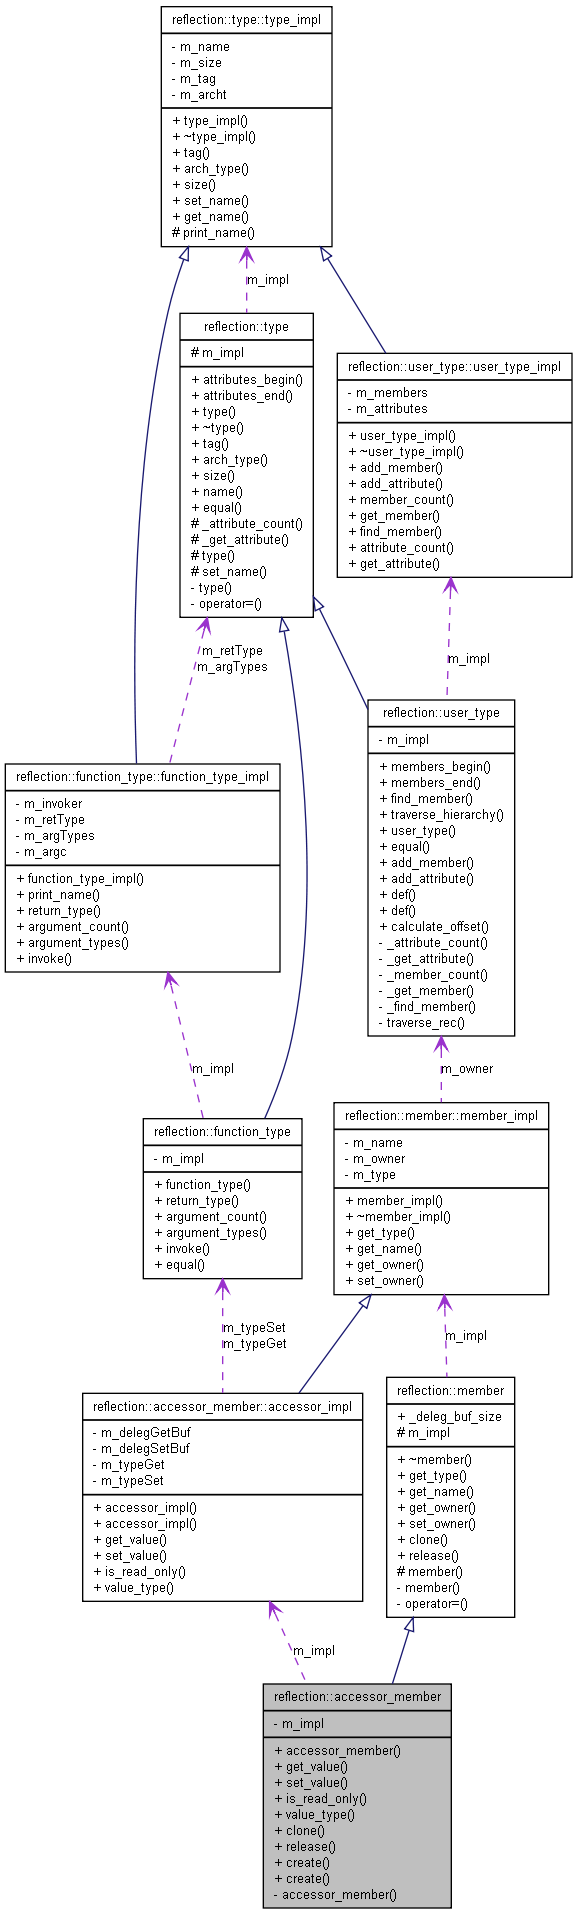 reflection::type::type_impl
- m_name
- m_size
- m_tag
- m_archt
+ type_impl()
+ ~type_impl()
+ tag()
+ arch_type()
+ size()
+ set_name()
+ get_name()
# print_name()
m_impl
reflection::type
# m_impl
+ attributes_begin()
+ attributes_end()
+ type()
+ ~type()
+ tag()
+ arch_type()
+ size()
+ name()
+ equal()
# _attribute_count()
# _get_attribute()
# type()
# set_name()
- type()
- operator=()
reflection::user_type::user_type_impl
- m_members
- m_attributes
+ user_type_impl()
+ ~user_type_impl()
+ add_member()
+ add_attribute()
+ member_count()
+ get_member()
+ find_member()
+ attribute_count()
+ get_attribute()
m_retType
m_argTypes
m_impl
reflection::user_type
- m_impl
+ members_begin()
+ members_end()
+ find_member()
+ traverse_hierarchy()
+ user_type()
+ equal()
+ add_member()
+ add_attribute()
+ def()
+ def()
+ calculate_offset()
- _attribute_count()
- _get_attribute()
- _member_count()
- _get_member()
- _find_member()
- traverse_rec()
reflection::function_type::function_type_impl
- m_invoker
- m_retType
- m_argTypes
- m_argc
+ function_type_impl()
+ print_name()
+ return_type()
+ argument_count()
+ argument_types()
+ invoke()
m_impl
m_owner
reflection::function_type
- m_impl
+ function_type()
+ return_type()
+ argument_count()
+ argument_types()
+ invoke()
+ equal()
reflection::member::member_impl
- m_name
- m_owner
- m_type
+ member_impl()
+ ~member_impl()
+ get_type()
+ get_name()
+ get_owner()
+ set_owner()
m_typeSet
m_typeGet
m_impl
reflection::accessor_member::accessor_impl
- m_delegGetBuf
- m_delegSetBuf
- m_typeGet
- m_typeSet
+ accessor_impl()
+ accessor_impl()
+ get_value()
+ set_value()
+ is_read_only()
+ value_type()
reflection::member
+ _deleg_buf_size
# m_impl
+ ~member()
+ get_type()
+ get_name()
+ get_owner()
+ set_owner()
+ clone()
+ release()
# member()
- member()
- operator=()
m_impl
reflection::accessor_member
- m_impl
+ accessor_member()
+ get_value()
+ set_value()
+ is_read_only()
+ value_type()
+ clone()
+ release()
+ create()
+ create()
- accessor_member()